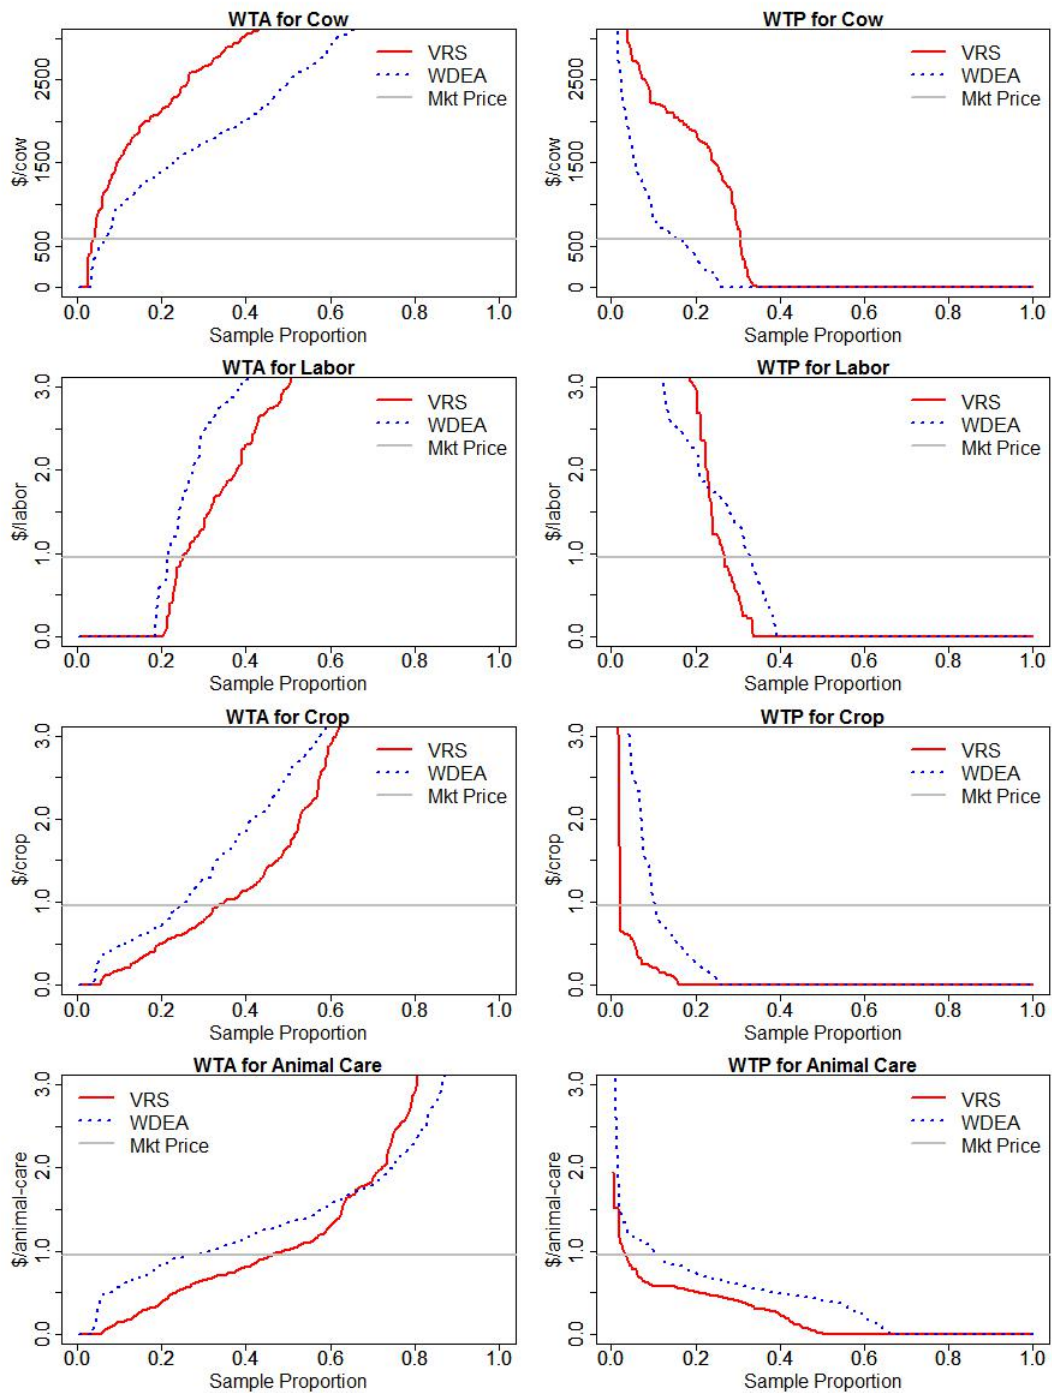 WTA for Cow
VRS
WDEA
Mkt Price
$/cow
0 500 1500 2500
0.0 0.2 0.4 0.6 0.8 1.0
Sample Proportion
WTP for Cow
VRS
WDEA
Mkt Price
$/cow
0 500 1500 2500
0.0 0.2 0.4 0.6 0.8 1.0
Sample Proportion
WTA for Labor
VRS
WDEA
Mkt Price
$/labor
0.0 1.0 2.0 3.0
0.0 0.2 0.4 0.6 0.8 1.0
Sample Proportion
WTP for Labor
VRS
WDEA
Mkt Price
$/labor
0.0 1.0 2.0 3.0
0.0 0.2 0.4 0.6 0.8 1.0
Sample Proportion
WTA for Crop
VRS
WDEA
Mkt Price
$/crop
0.0 1.0 2.0 3.0
0.0 0.2 0.4 0.6 0.8 1.0
Sample Proportion
WTP for Crop
VRS
WDEA
Mkt Price
$/crop
0.0 1.0 2.0 3.0
0.0 0.2 0.4 0.6 0.8 1.0
Sample Proportion
WTA for Animal Care
VRS
WDEA
Mkt Price
$/animal-care
0.0 1.0 2.0 3.0
0.0 0.2 0.4 0.6 0.8 1.0
Sample Proportion
WTP for Animal Care
VRS
WDEA
Mkt Price
$/animal-care
0.0 1.0 2.0 3.0
0.0 0.2 0.4 0.6 0.8 1.0
Sample Proportion